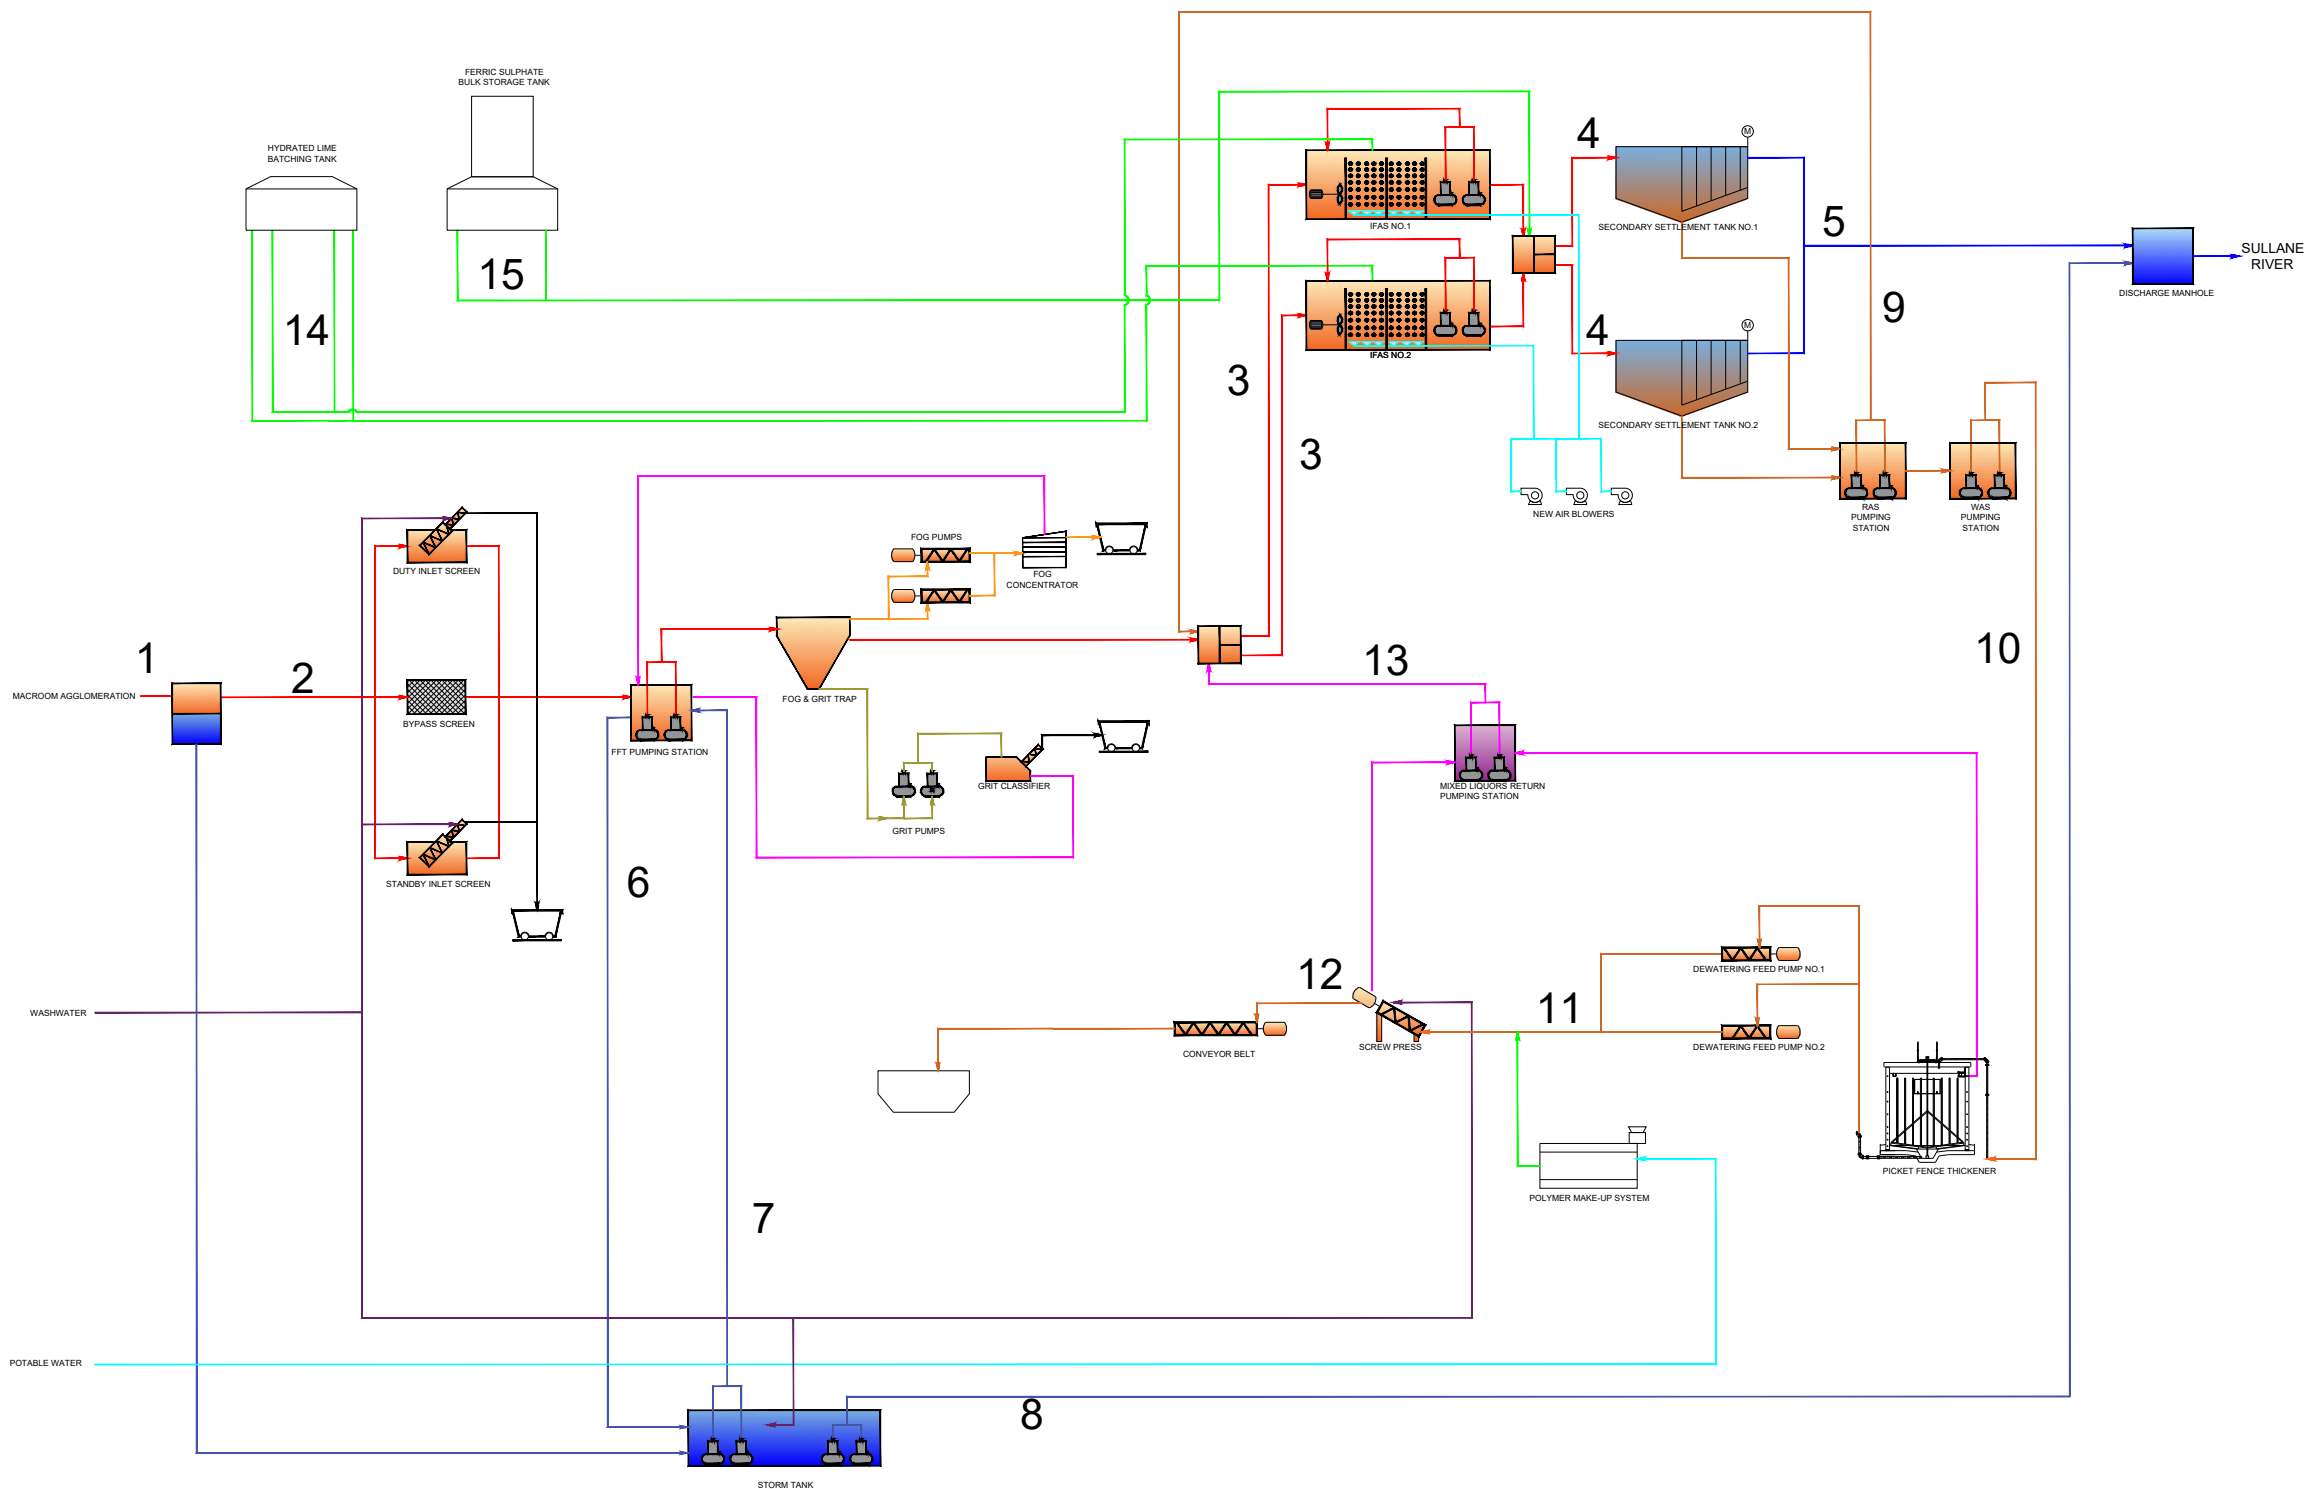 FERRIC SULPHATE
BULK STORAGE TANK
HYDRATED LIME
BATCHING TANK
15
14
IFAS NO.1
IFAS NO.2
3
3
4
4
M
SECONDARY SETTLEMENT TANK NO.1
M
SECONDARY SETTLEMENT TANK NO.2
5
SULLANE
RIVER
DISCHARGE MANHOLE
9
NEW AIR BLOWERS
RAS
PUMPING
STATION
WAS
PUMPING
STATION
10
1
MACROOM AGGLOMERATION
2
DUTY INLET SCREEN
BYPASS SCREEN
STANDBY INLET SCREEN
FFT PUMPING STATION
FOG PUMPS
FOG
CONCENTRATOR
FOG & GRIT TRAP
GRIT CLASSIFIER
GRIT PUMPS
13
MIXED LIQUORS RETURN
PUMPING STATION
6
7
12
11
DEWATERING FEED PUMP NO.1
DEWATERING FEED PUMP NO.2
SCREW PRESS
CONVEYOR BELT
PICKET FENCE THICKENER
POLYMER MAKE-UP SYSTEM
WASHWATER
POTABLE WATER
8
STORM TANK